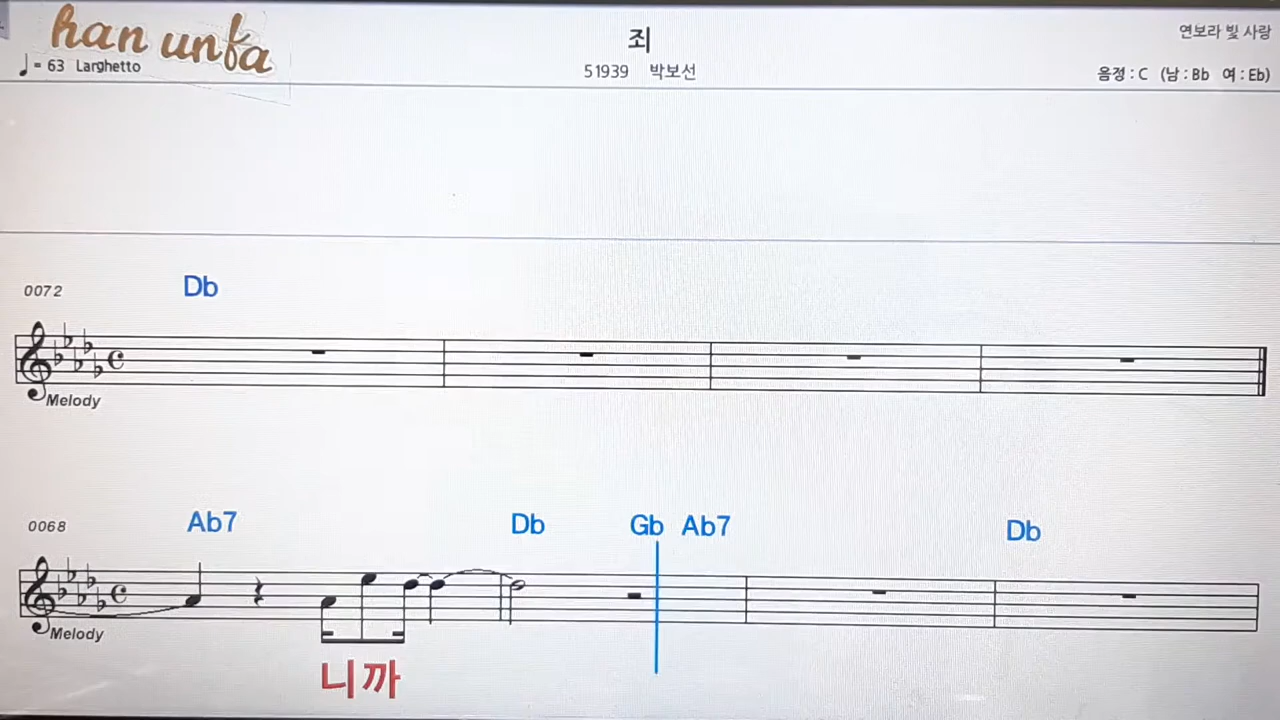 han unfa
죄
연보라 빛 사랑
♩ = 63 Larghetto
51939 박보선
음정 : C (남 : Bb 여 : Eb)
0072 Db
Melody
0068 Ab7 Db Gb Ab7 Db
Melody
니까